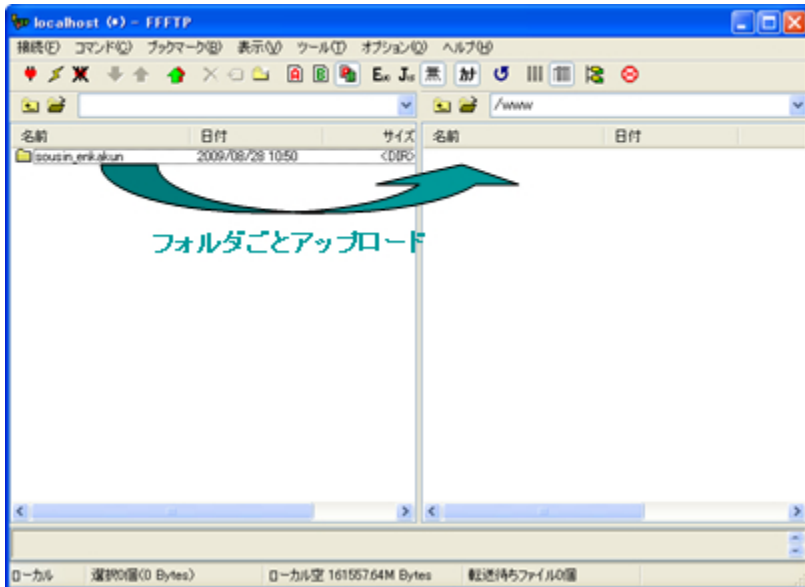 localhost (*) - FFFTP
接続(F) コマンド(C) ブックマーク(B) 表示(V) ツール(T) オプション(O) ヘルプ(H)
無 カナ
/www
名前 日付 サイズ 名前 日付
sousin_enkakun 2009/08/28 10:50 <DIR>
フォルダごとアップロード
ローカル 選択0個(0 Bytes) ローカル空 161557.64M Bytes 転送待ちファイル0個